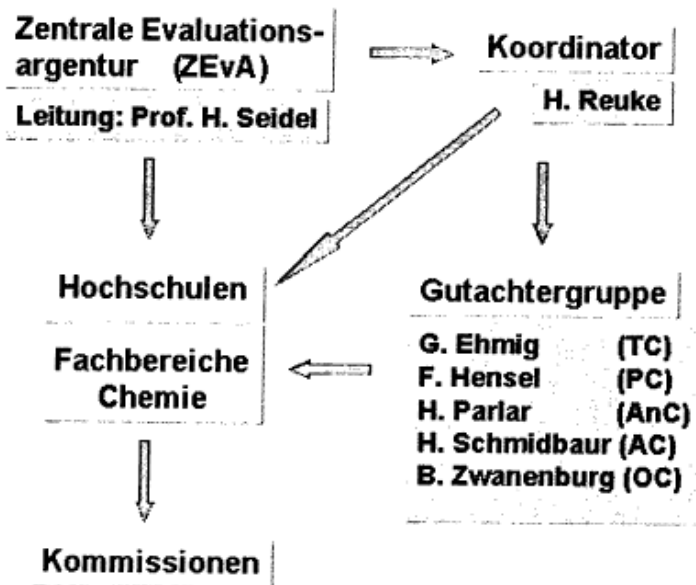 Zentrale Evaluations-
argentur (ZEvA)
Leitung: Prof. H. Seidel
Koordinator
H. Reuke
Hochschulen
Fachbereiche
Chemie
Gutachtergruppe
G. Ehmig (TC)
F. Hensel (PC)
H. Parlar (AnC)
H. Schmidbaur (AC)
B. Zwanenburg (OC)
Kommissionen